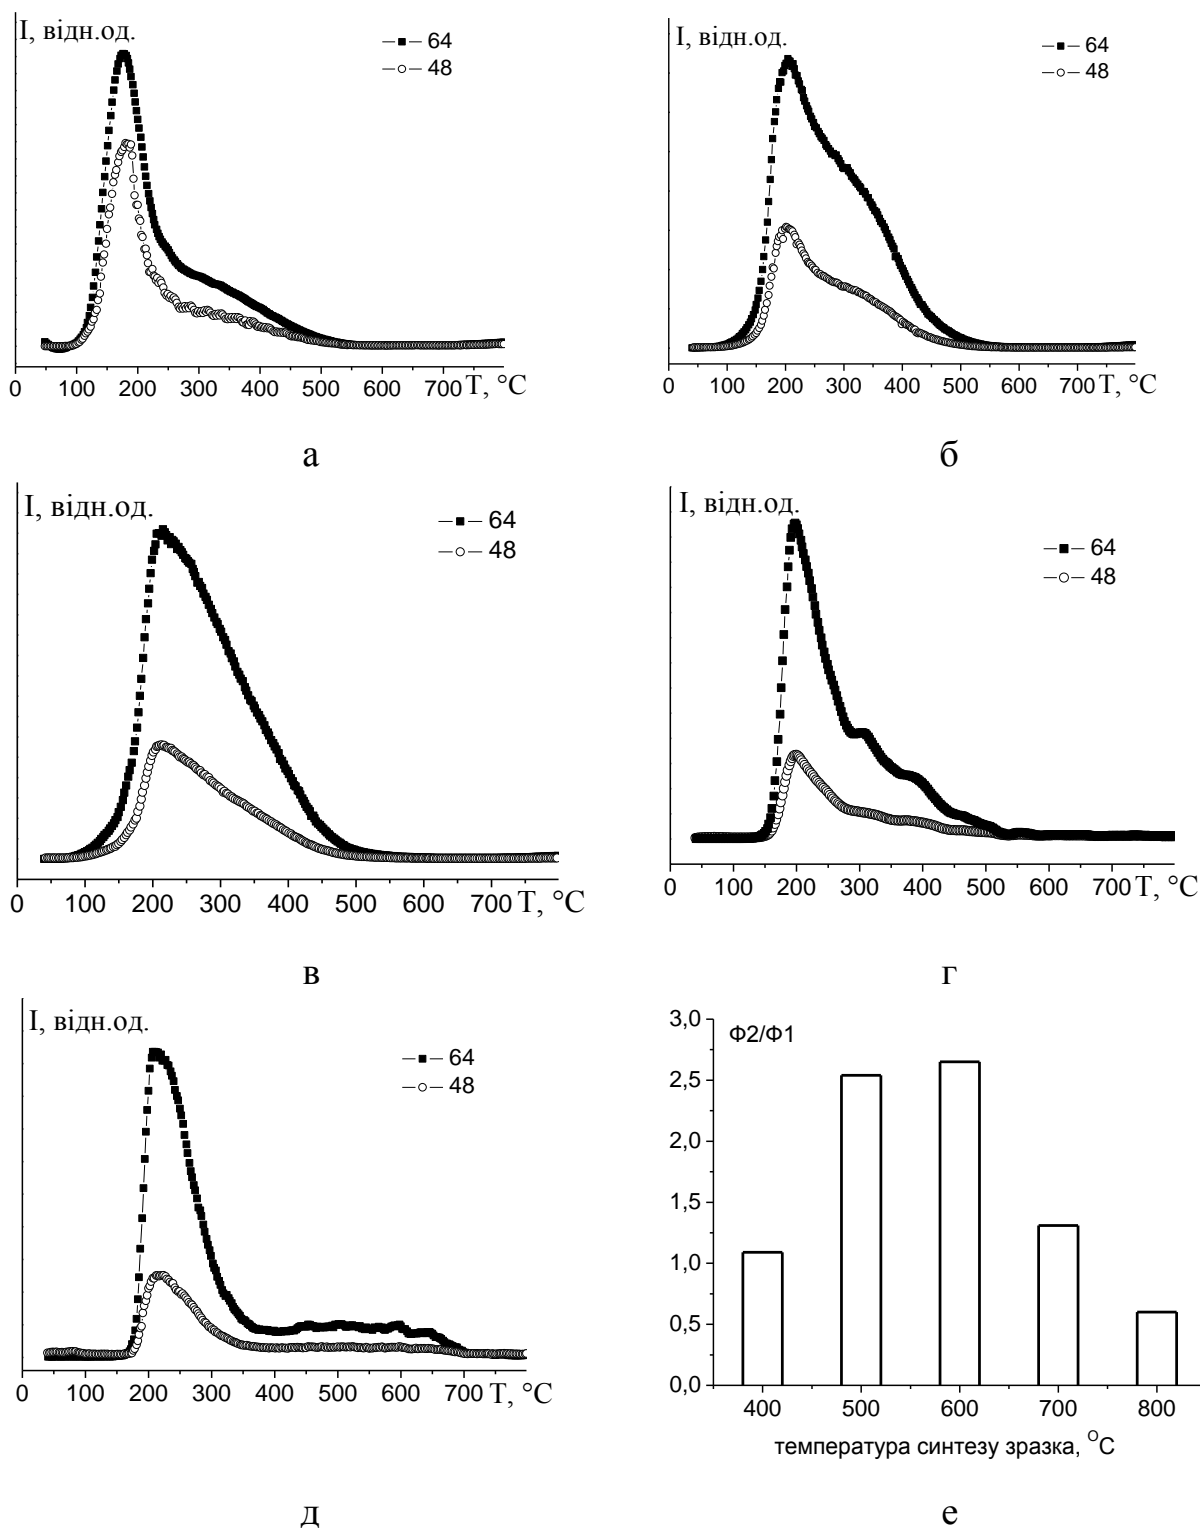 I, відн.од.
64
48
0 100 200 300 400 500 600 700 T, °C
а
I, відн.од.
64
48
0 100 200 300 400 500 600 700 T, °C
б
I, відн.од.
64
48
0 100 200 300 400 500 600 700 T, °C
в
I, відн.од.
64
48
0 100 200 300 400 500 600 700 T, °C
г
I, відн.од.
64
48
0 100 200 300 400 500 600 700 T, °C
д
Ф2/Ф1
3,0
2,5
2,0
1,5
1,0
0,5
0,0
400 500 600 700 800
температура синтезу зразка, ᴼC
е